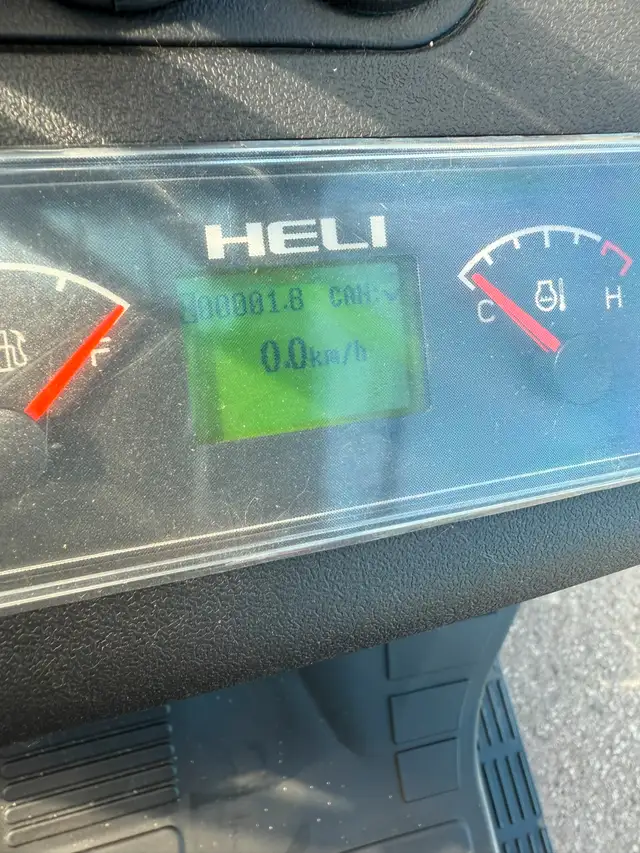 HELI
000001.8 CAN:✓
0.0km/h
F
C
H